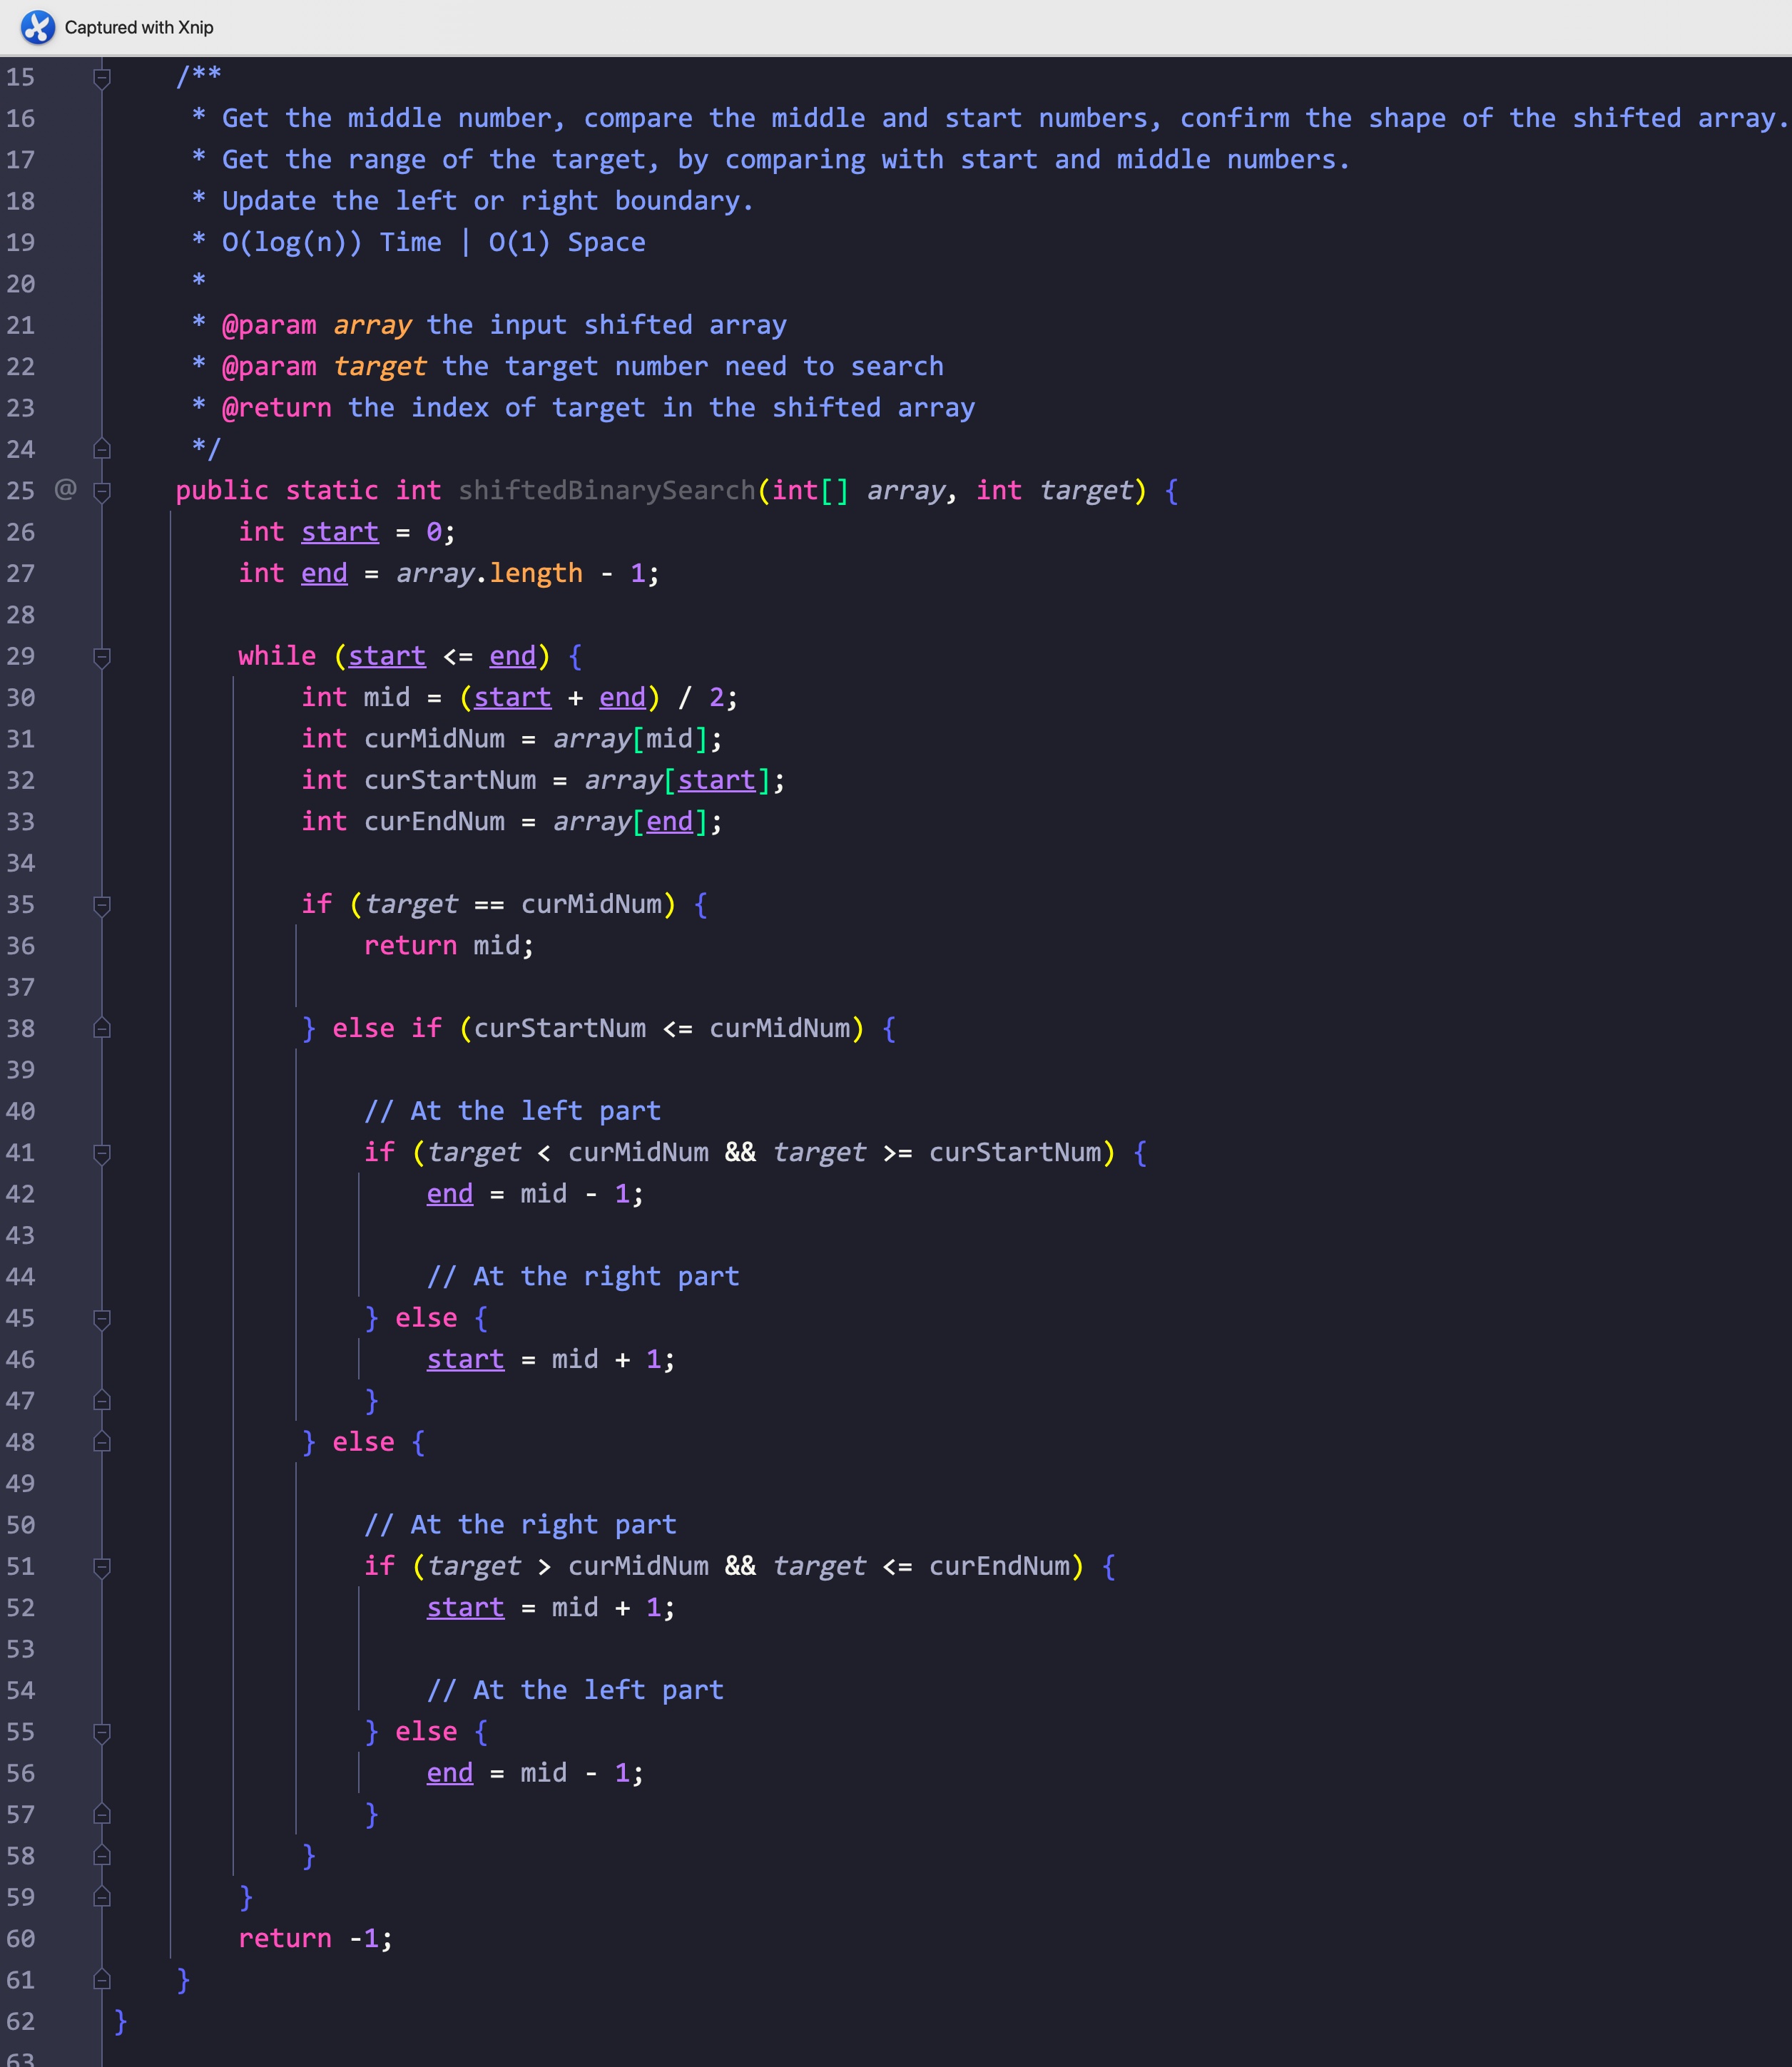 Captured with Xnip
15 /**
16 * Get the middle number, compare the middle and start numbers, confirm the shape of the shifted array.
17 * Get the range of the target, by comparing with start and middle numbers.
18 * Update the left or right boundary.
19 * O(log(n)) Time | O(1) Space
20 *
21 * @param array the input shifted array
22 * @param target the target number need to search
23 * @return the index of target in the shifted array
24 */
25 @ public static int shiftedBinarySearch(int[] array, int target) {
26 int start = 0;
27 int end = array.length - 1;
28
29 while (start <= end) {
30 int mid = (start + end) / 2;
31 int curMidNum = array[mid];
32 int curStartNum = array[start];
33 int curEndNum = array[end];
34
35 if (target == curMidNum) {
36 return mid;
37
38 } else if (curStartNum <= curMidNum) {
39
40 // At the left part
41 if (target < curMidNum && target >= curStartNum) {
42 end = mid - 1;
43
44 // At the right part
45 } else {
46 start = mid + 1;
47 }
48 } else {
49
50 // At the right part
51 if (target > curMidNum && target <= curEndNum) {
52 start = mid + 1;
53
54 // At the left part
55 } else {
56 end = mid - 1;
57 }
58 }
59 }
60 return -1;
61 }
62 }
63